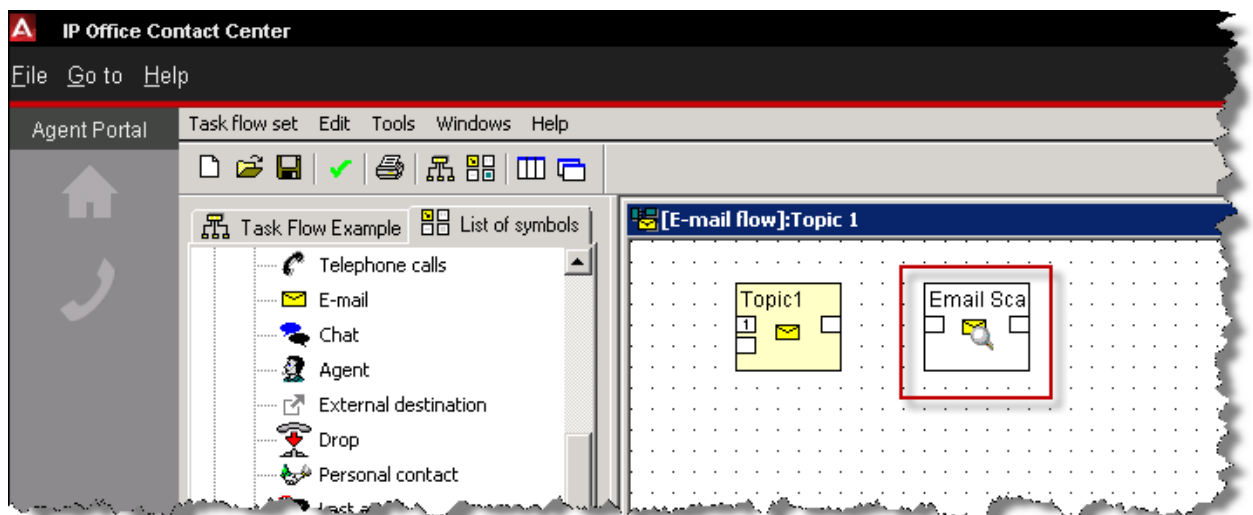 IP Office Contact Center
File Go to Help
Agent Portal
Task flow set Edit Tools Windows Help
Task Flow Example List of symbols
[E-mail flow]:Topic 1
Telephone calls
E-mail
Chat
Agent
External destination
Drop
Personal contact
Topic1
1
Email Sca